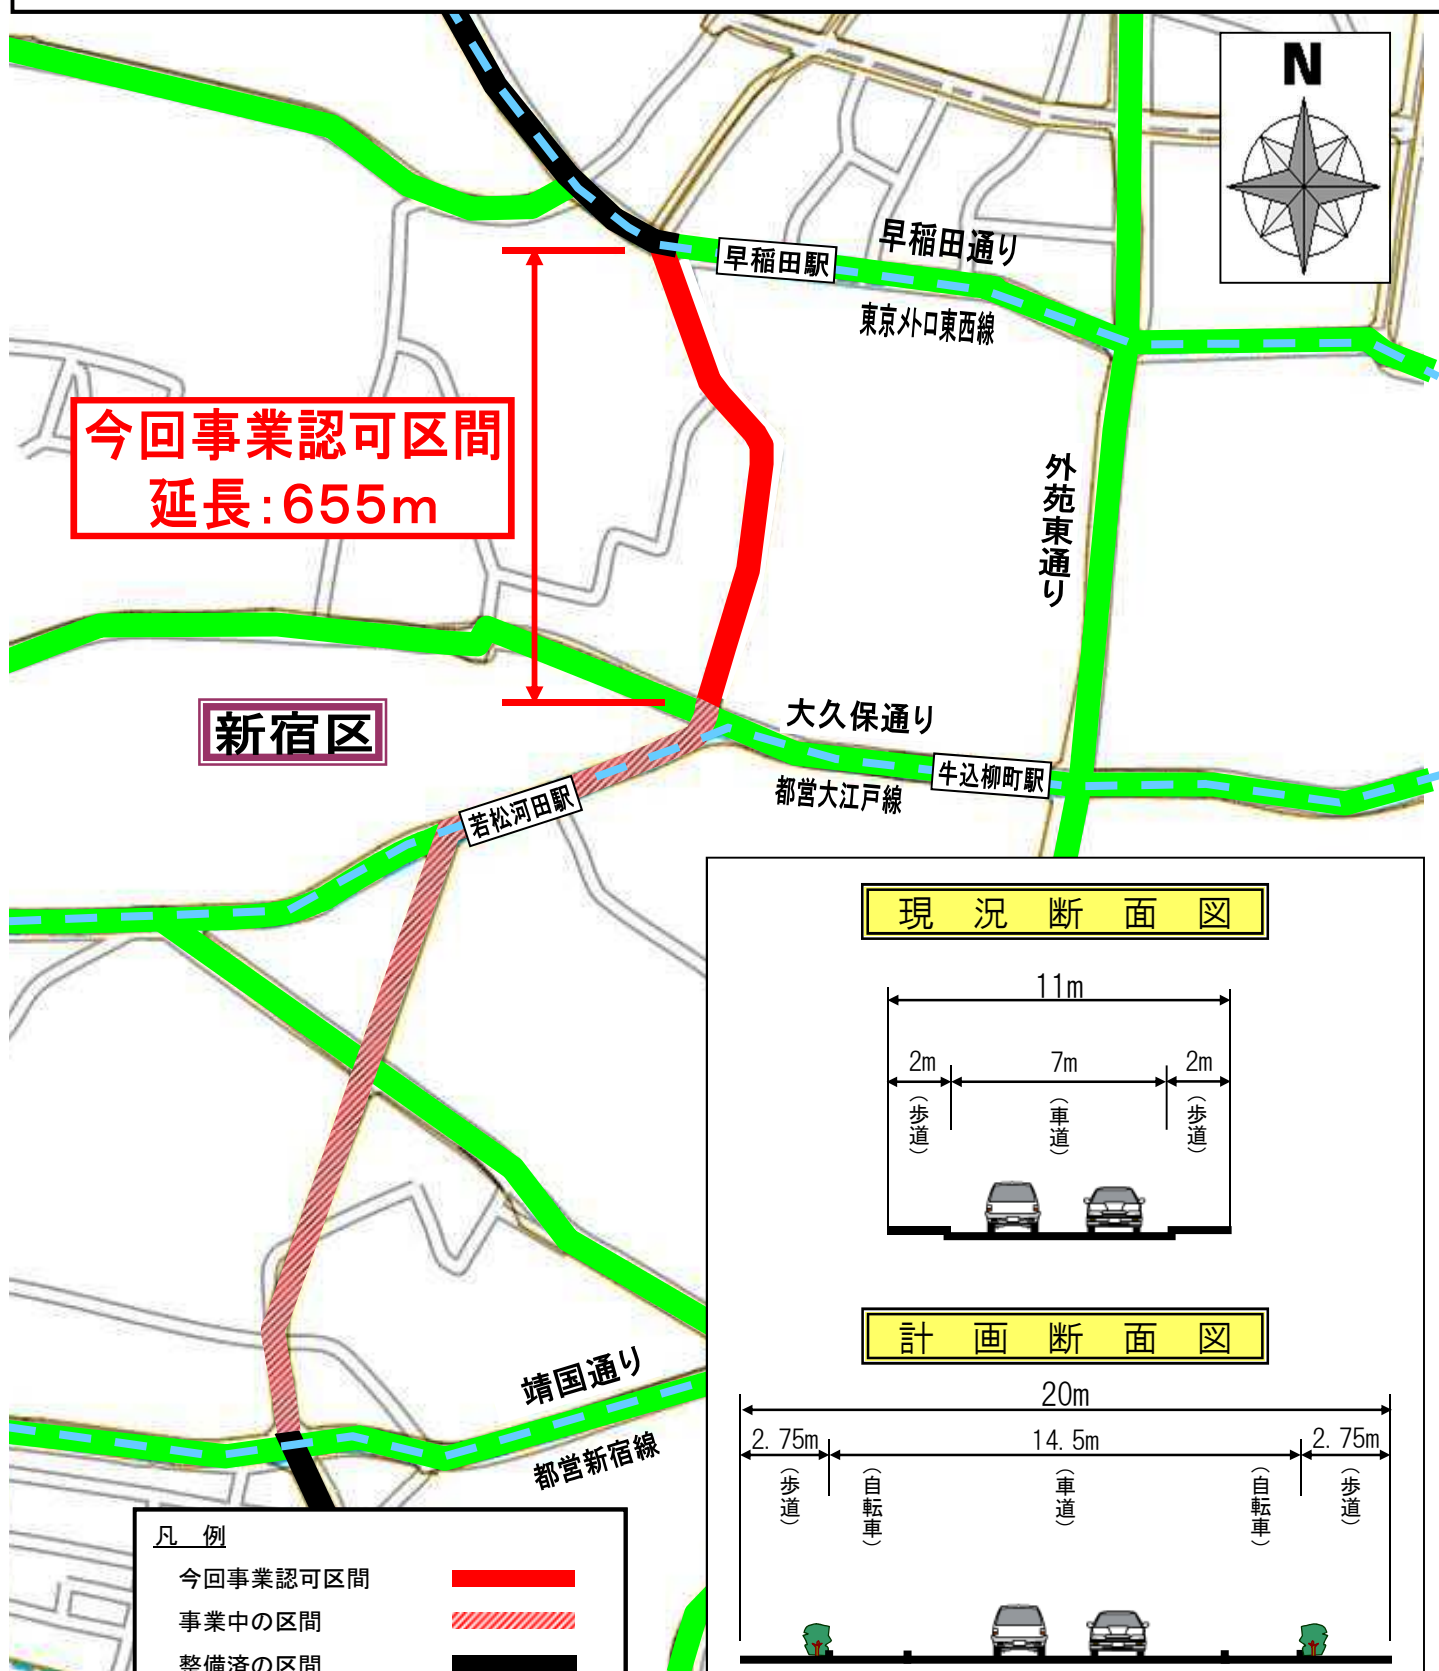 N
早稲田駅
早稲田通り
東京メトロ東西線
今回事業認可区間
延長:655m
外苑東通り
新宿区
大久保通り
牛込柳町駅
都営大江戸線
若松河田駅
現況断面図
11m
2m 7m 2m
(歩道) (車道) (歩道)
計画断面図
20m
2.75m 14.5m 2.75m
(歩道) (自転車) (車道) (自転車) (歩道)
靖国通り
都営新宿線
凡 例
今回事業認可区間
事業中の区間
整備済の区間